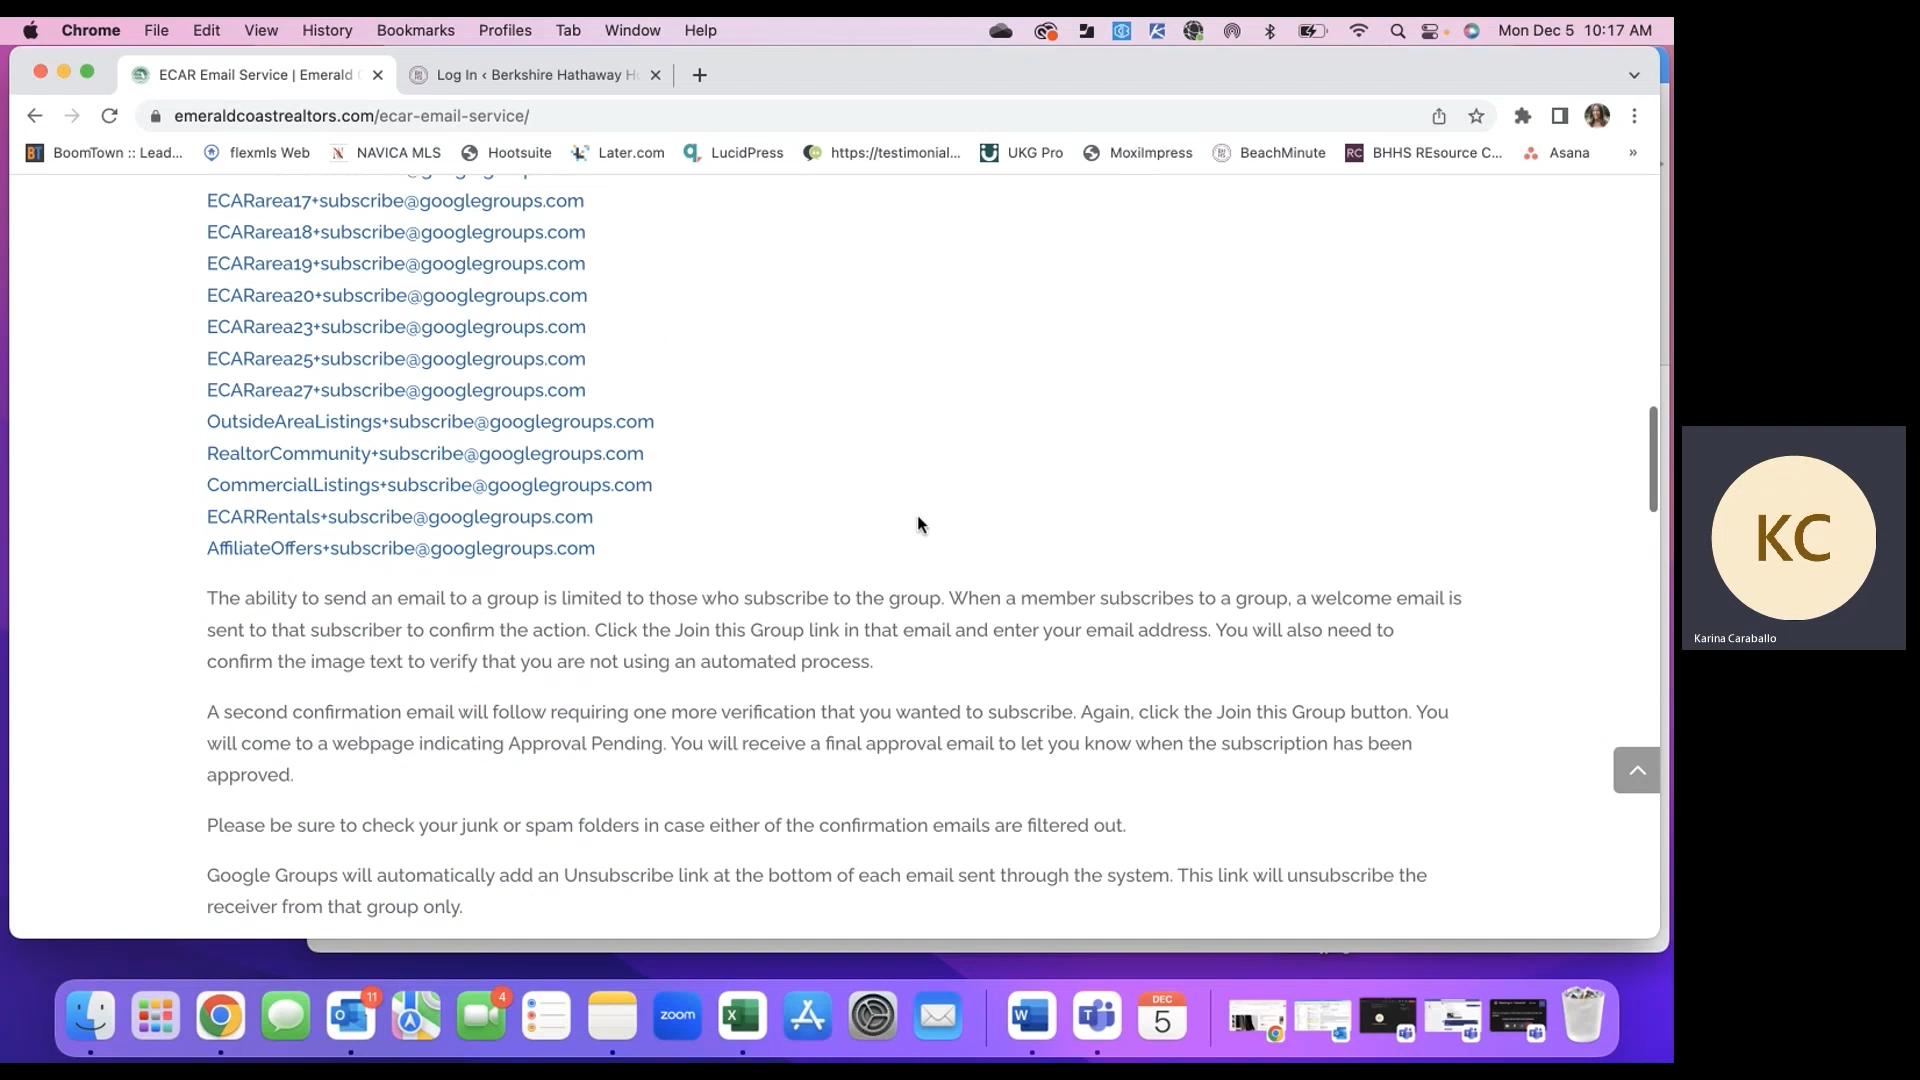 Chrome File Edit View History Bookmarks Profiles Tab Window Help Mon Dec 5 10:17 AM
ECAR Email Service | Emerald Log In ‹ Berkshire Hathaway H
emeraldcoastrealtors.com/ecar-email-service/
BT BoomTown :: Lead... flexmls Web N NAVICA MLS Hootsuite Later.com LucidPress https://testimonial... UKG Pro MoxiImpress BeachMinute RC BHHS REsource C... Asana »
ECARarea17+subscribe@googlegroups.com
ECARarea18+subscribe@googlegroups.com
ECARarea19+subscribe@googlegroups.com
ECARarea20+subscribe@googlegroups.com
ECARarea23+subscribe@googlegroups.com
ECARarea25+subscribe@googlegroups.com
ECARarea27+subscribe@googlegroups.com
OutsideAreaListings+subscribe@googlegroups.com
RealtorCommunity+subscribe@googlegroups.com
CommercialListings+subscribe@googlegroups.com
ECARRentals+subscribe@googlegroups.com
AffiliateOffers+subscribe@googlegroups.com
The ability to send an email to a group is limited to those who subscribe to the group. When a member subscribes to a group, a welcome email is
sent to that subscriber to confirm the action. Click the Join this Group link in that email and enter your email address. You will also need to
confirm the image text to verify that you are not using an automated process.
A second confirmation email will follow requiring one more verification that you wanted to subscribe. Again, click the Join this Group button. You
will come to a webpage indicating Approval Pending. You will receive a final approval email to let you know when the subscription has been
approved.
Please be sure to check your junk or spam folders in case either of the confirmation emails are filtered out.
Google Groups will automatically add an Unsubscribe link at the bottom of each email sent through the system. This link will unsubscribe the
receiver from that group only.
KC
Karina Caraballo
11 4 zoom X W T DEC
5